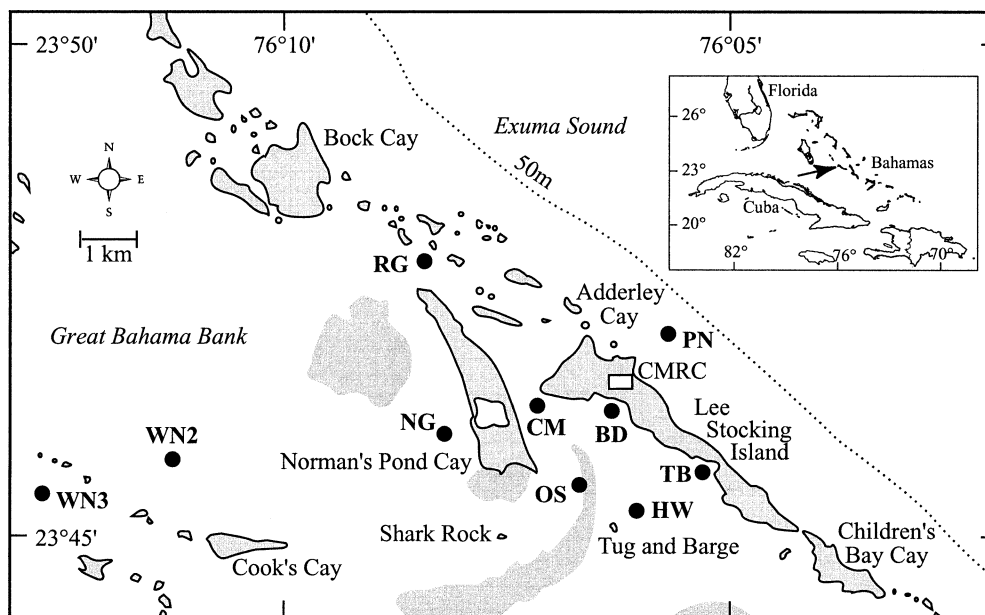 23°50'
76°10'
76°05'
Florida
26°
Bahamas
23°
Cuba
20°
82°
76°
70°
Exuma Sound
50m
Bock Cay
N
W
E
S
1 km
RG
Adderley
Cay
PN
Great Bahama Bank
CMRC
Lee
Stocking
Island
NG
CM
BD
WN2
Norman's Pond Cay
TB
WN3
OS
HW
23°45'
Shark Rock
Tug and Barge
Children's
Bay Cay
Cook's Cay